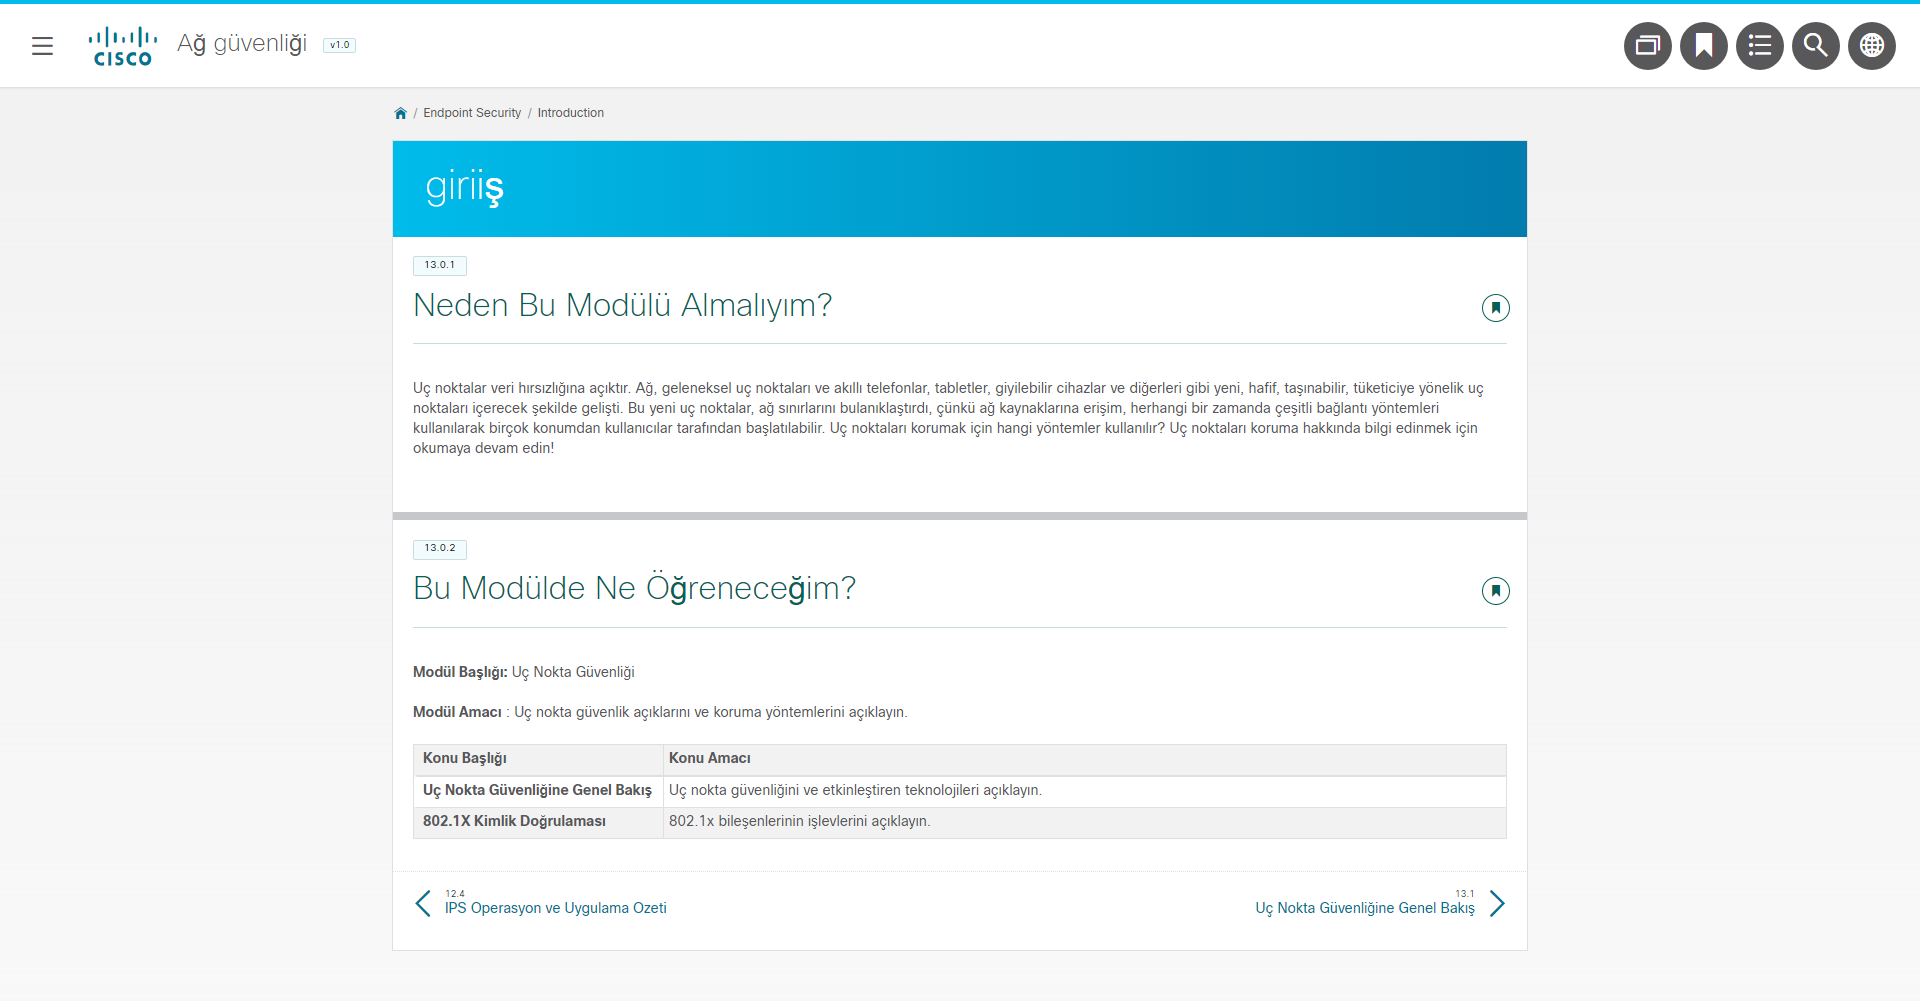 CISCO
Ağ güvenliği
v1.0
/ Endpoint Security / Introduction
giriiş
13.0.1
Neden Bu Modülü Almalıyım?
Uç noktalar veri hırsızlığına açıktır. Ağ, geleneksel uç noktaları ve akıllı telefonlar, tabletler, giyilebilir cihazlar ve diğerleri gibi yeni, hafif, taşınabilir, tüketiciye yönelik uç
noktaları içerecek şekilde gelişti. Bu yeni uç noktalar, ağ sınırlarını bulanıklaştırdı, çünkü ağ kaynaklarına erişim, herhangi bir zamanda çeşitli bağlantı yöntemleri
kullanılarak birçok konumdan kullanıcılar tarafından başlatılabilir. Uç noktaları korumak için hangi yöntemler kullanılır? Uç noktaları koruma hakkında bilgi edinmek için
okumaya devam edin!
13.0.2
Bu Modülde Ne Öğreneceğim?
Modül Başlığı: Uç Nokta Güvenliği
Modül Amacı : Uç nokta güvenlik açıklarını ve koruma yöntemlerini açıklayın.
Konu Başlığı Konu Amacı
Uç Nokta Güvenliğine Genel Bakış Uç nokta güvenliğini ve etkinleştiren teknolojileri açıklayın.
802.1X Kimlik Doğrulaması 802.1x bileşenlerinin işlevlerini açıklayın.
12.4
IPS Operasyon ve Uygulama Ozeti
13.1
Uç Nokta Güvenliğine Genel Bakış